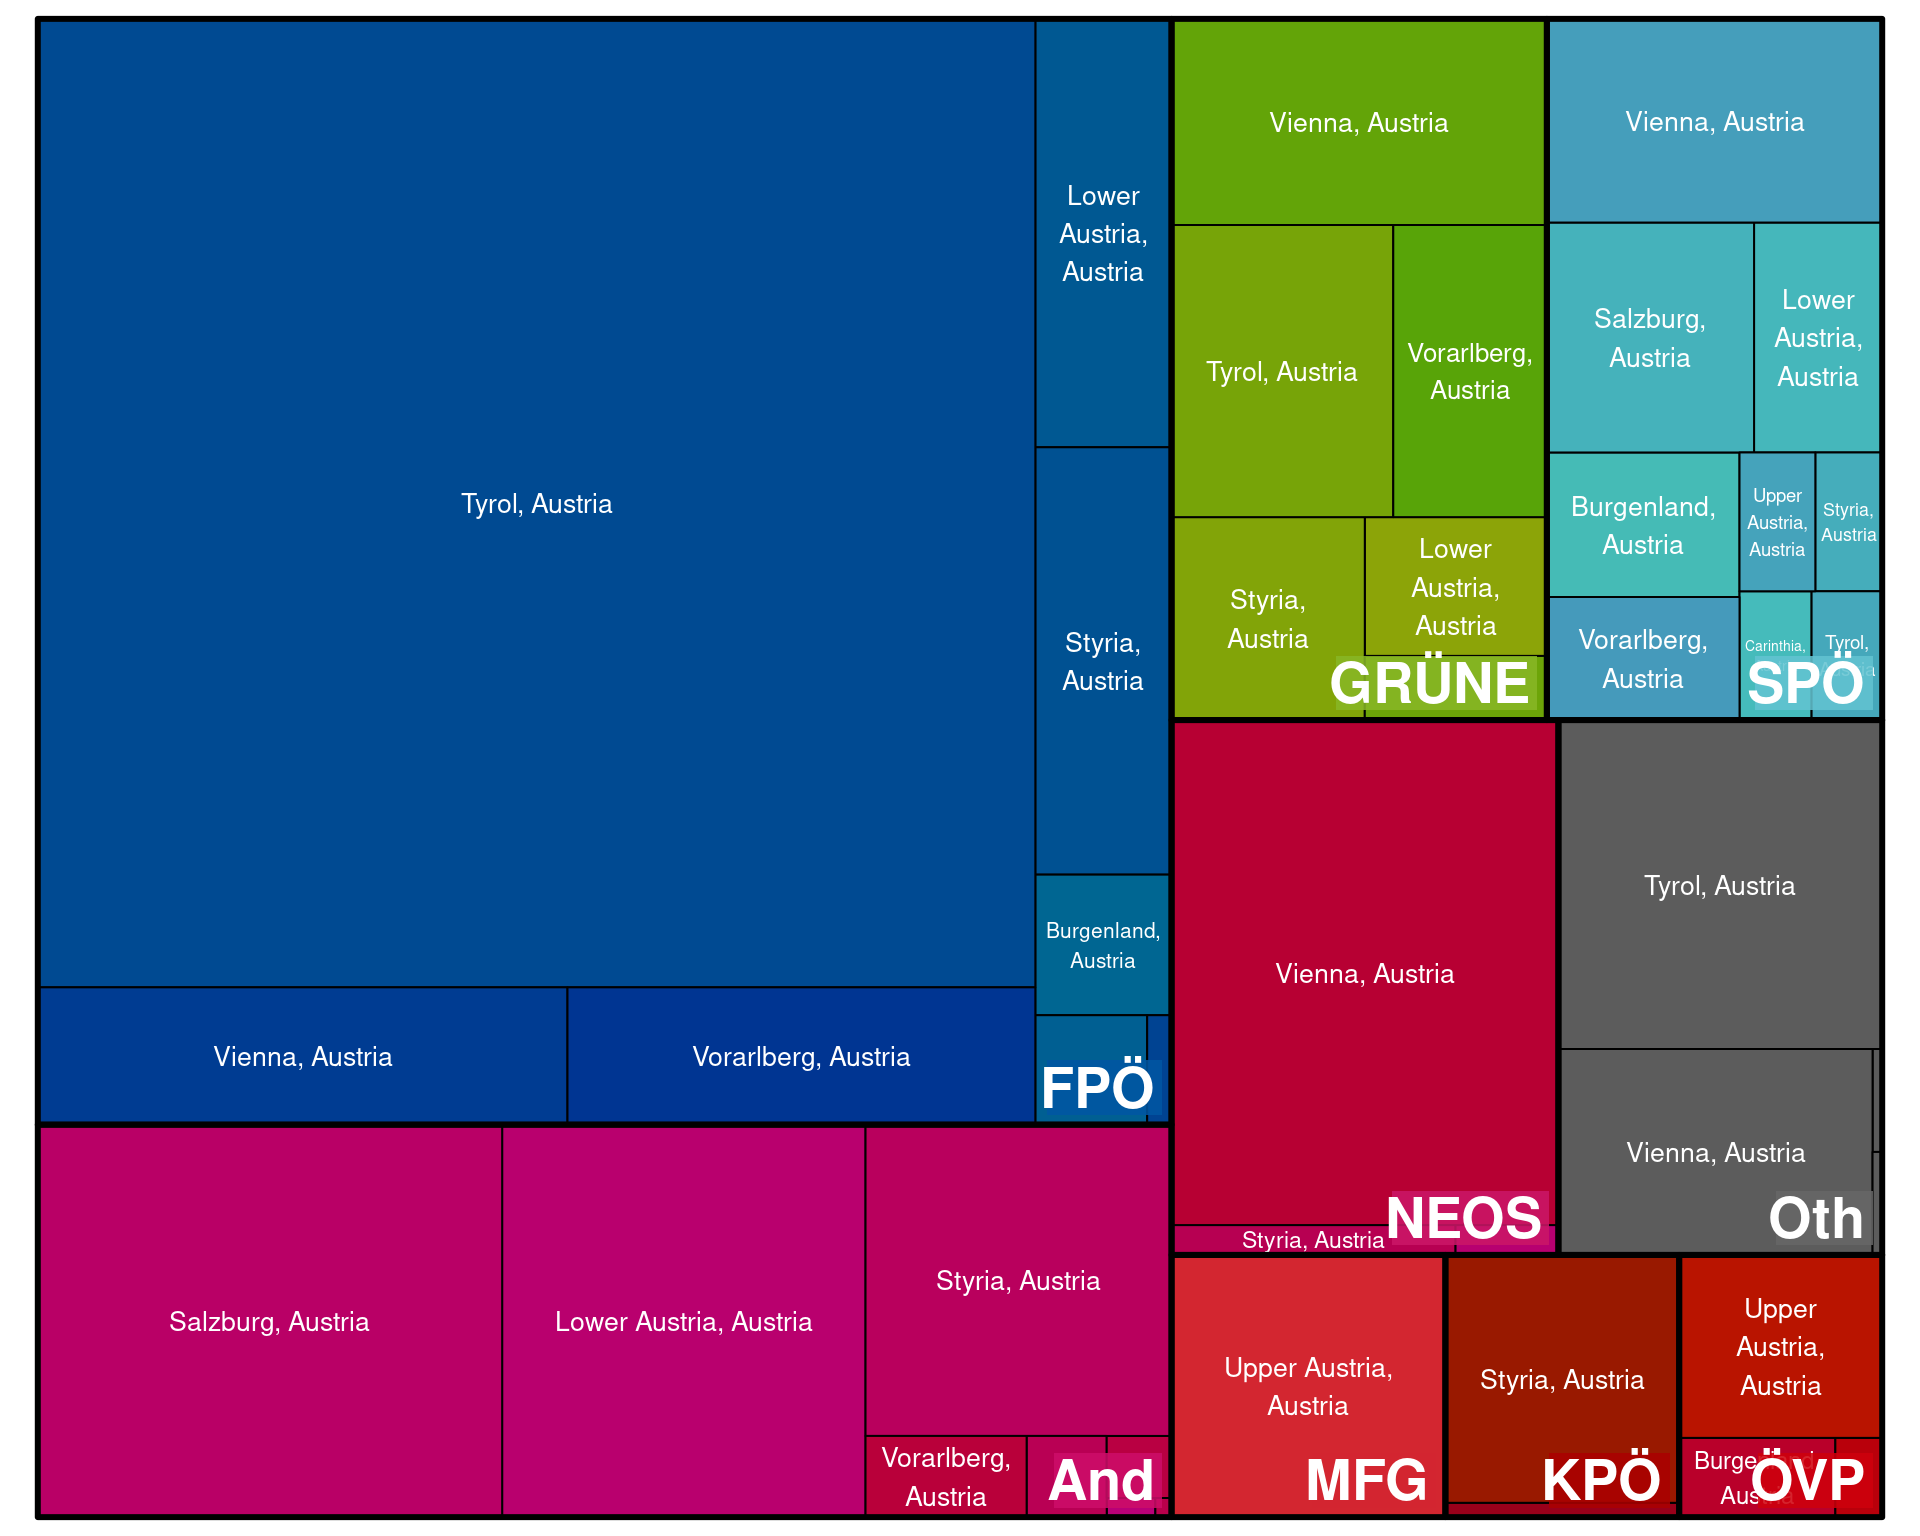 Tyrol, Austria
Lower
Austria,
Austria
Styria,
Austria
Burgenland,
Austria
Vienna, Austria
Vorarlberg, Austria
FPÖ
Salzburg, Austria
Lower Austria, Austria
Styria, Austria
Vorarlberg,
Austria
And
Vienna, Austria
Tyrol, Austria
Vorarlberg,
Austria
Styria,
Austria
Lower
Austria,
Austria
GRÜNE
Vienna, Austria
Salzburg,
Austria
Lower
Austria,
Austria
Burgenland,
Austria
Upper
Austria,
Austria
Styria,
Austria
Vorarlberg,
Austria
Carinthia,
Tyrol,
SPÖ
Vienna, Austria
Styria, Austria
NEOS
Tyrol, Austria
Vienna, Austria
Oth
Upper Austria,
Austria
MFG
Styria, Austria
KPÖ
Upper
Austria,
Austria
Burgenland,
Austria
ÖVP